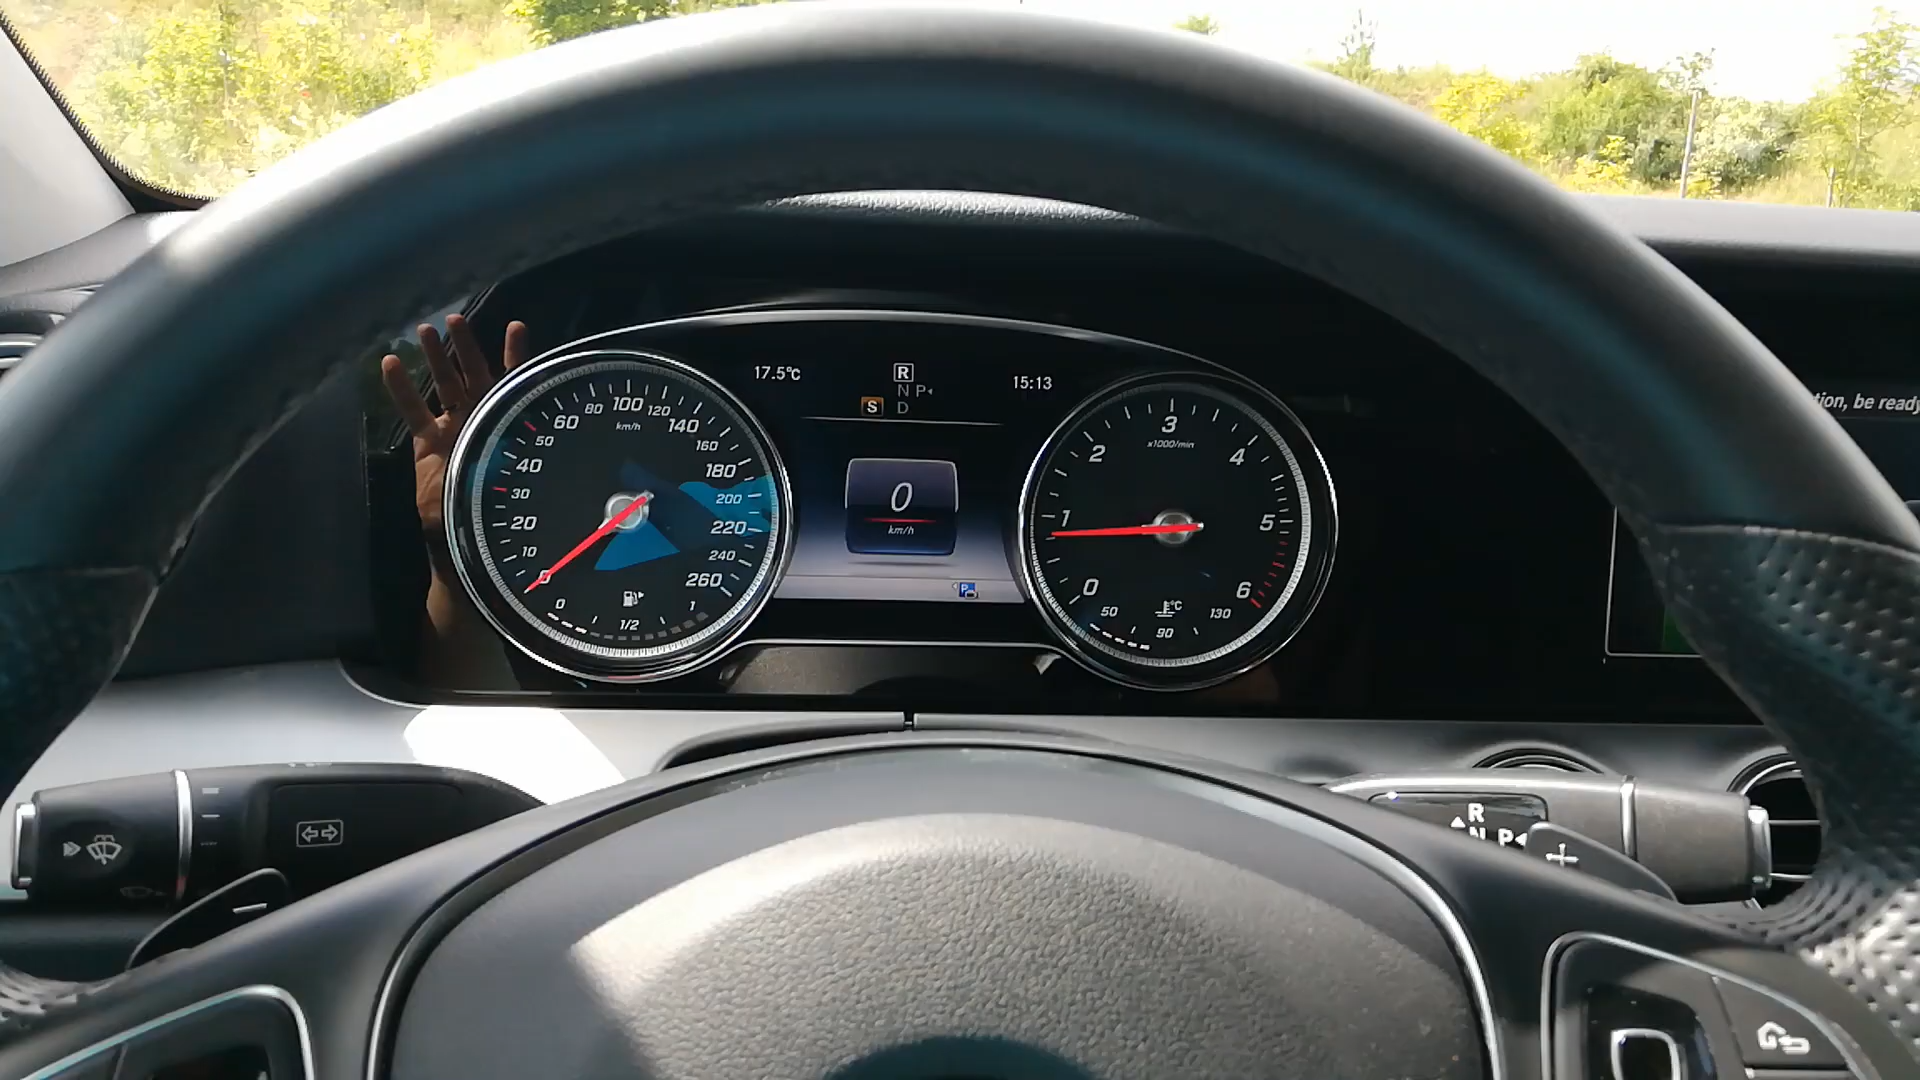 17.5°C
R
N P
S D
15:13
tion, be ready
0
10
20
30
40
50
60
80
100
120
140
160
180
200
220
240
260
km/h
0
1/2
1
0
km/h
P
0
1
2
3
4
5
6
x1000/min
°C
50
90
130
R
N P
+
−